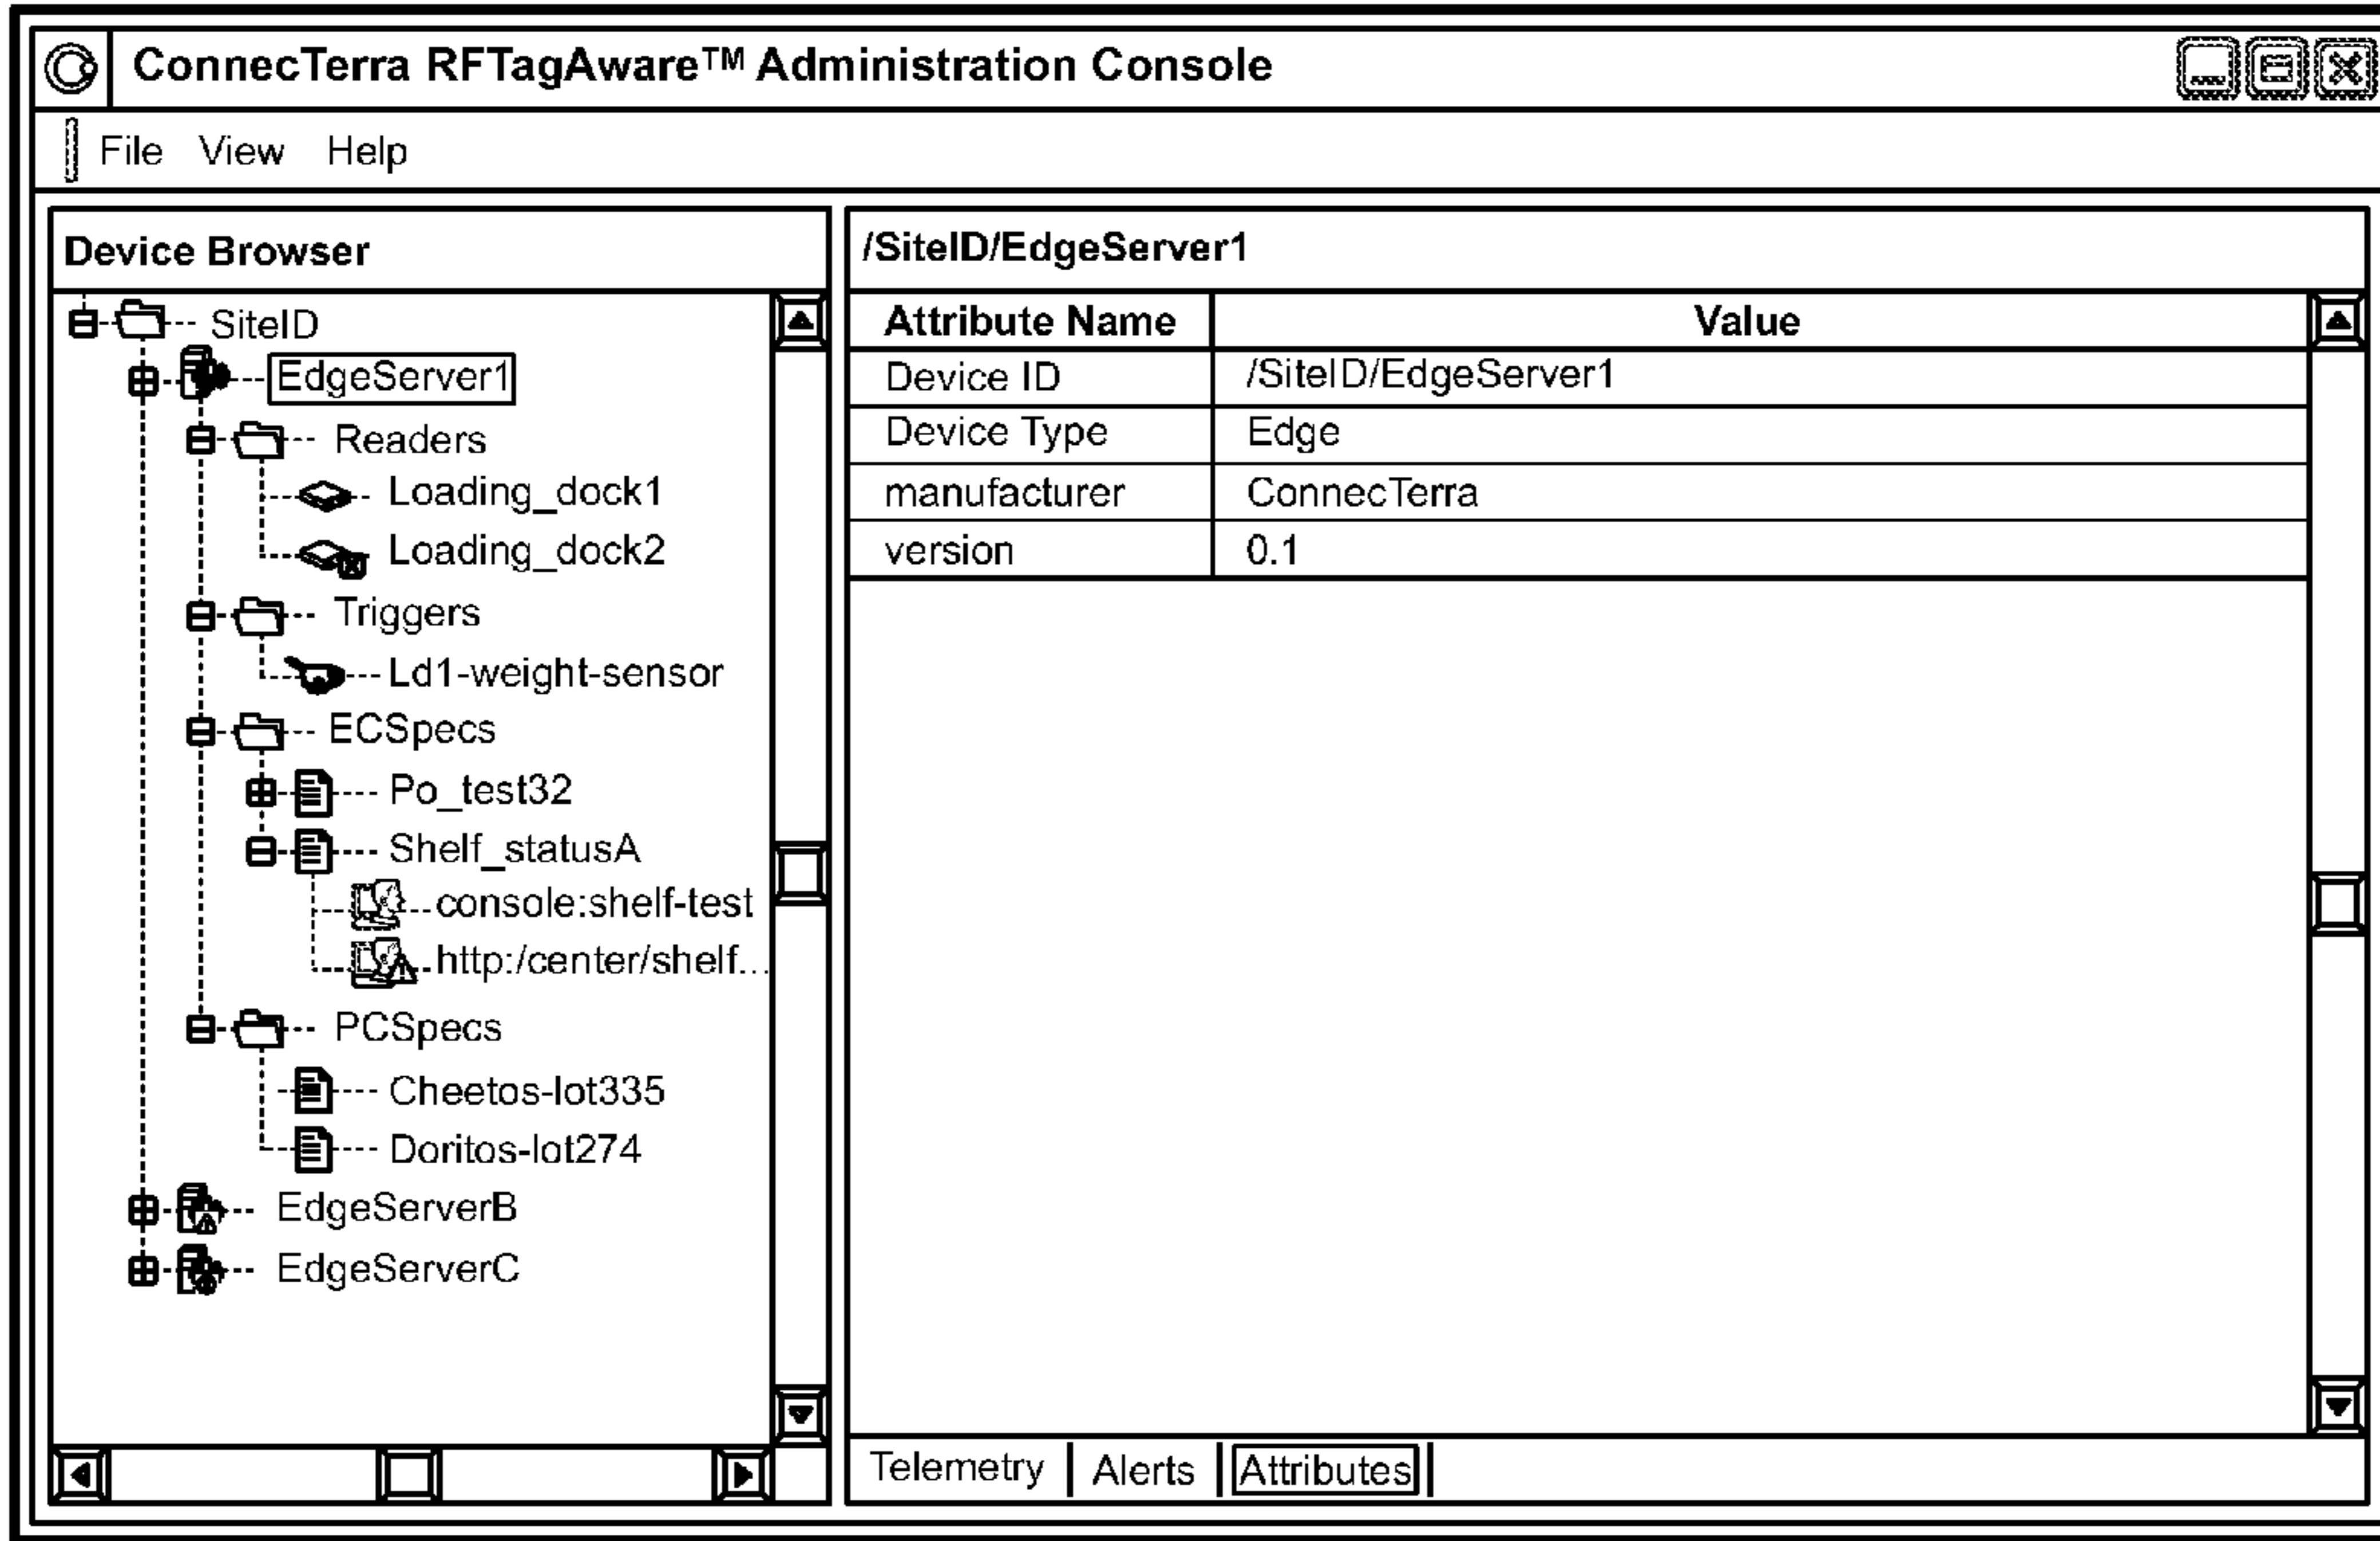 ConnecTerra RFTagAware™ Administration Console
File View Help
Device Browser
SiteID
EdgeServer1
Readers
Loading_dock1
Loading_dock2
Triggers
Ld1-weight-sensor
ECSpecs
Po_test32
Shelf_statusA
console:shelf-test
http:/center/shelf...
PCSpecs
Cheetos-lot335
Doritos-lot274
EdgeServerB
EdgeServerC
/SiteID/EdgeServer1
Attribute Name Value
Device ID /SiteID/EdgeServer1
Device Type Edge
manufacturer ConnecTerra
version 0.1
Telemetry Alerts Attributes